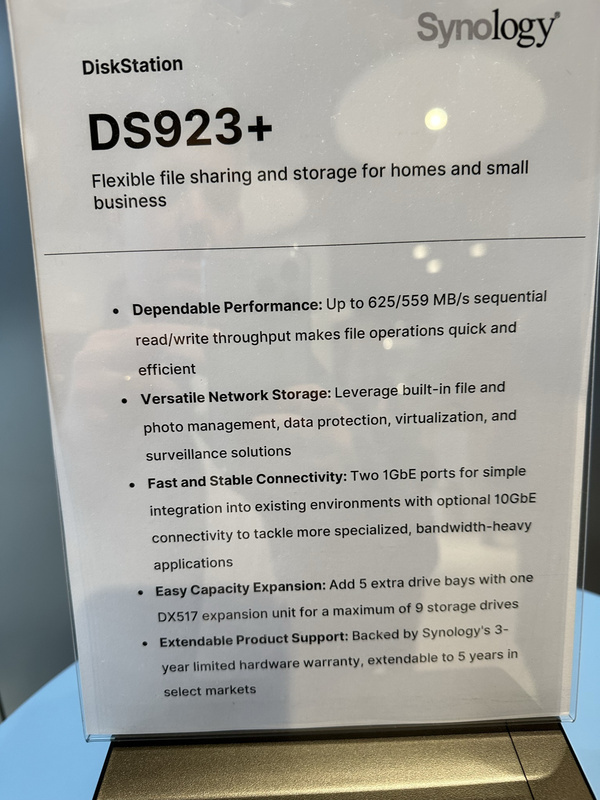 Synology®
DiskStation
DS923+
Flexible file sharing and storage for homes and small
business
• Dependable Performance: Up to 625/559 MB/s sequential
read/write throughput makes file operations quick and
efficient
• Versatile Network Storage: Leverage built-in file and
photo management, data protection, virtualization, and
surveillance solutions
• Fast and Stable Connectivity: Two 1GbE ports for simple
integration into existing environments with optional 10GbE
connectivity to tackle more specialized, bandwidth-heavy
applications
• Easy Capacity Expansion: Add 5 extra drive bays with one
DX517 expansion unit for a maximum of 9 storage drives
• Extendable Product Support: Backed by Synology's 3-
year limited hardware warranty, extendable to 5 years in
select markets